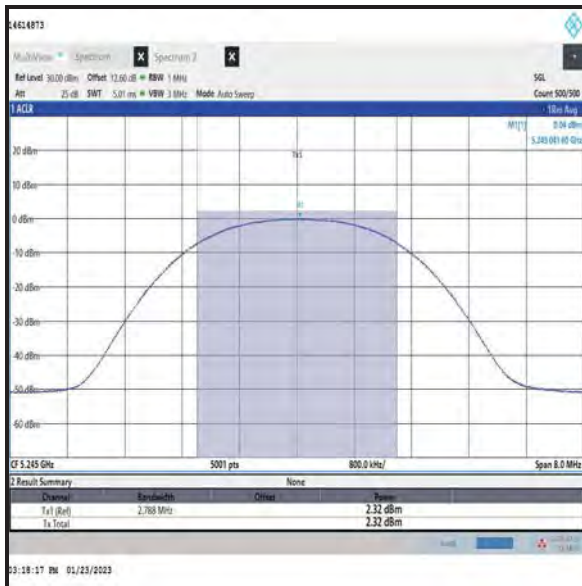 14614873
MultiView Spectrum X Spectrum 2 X
Ref Level 30.00 dBm Offset 12.60 dB RBW 1 MHz SGL
Att 25 dB SWT 5.01 ms VBW 3 MHz Mode Auto Sweep Count 500/500
1 ACLR
M1[1] 0.04 dBm
Tx1
20 dBm
10 dBm
M1
0 dBm
-10 dBm
-20 dBm
-30 dBm
-40 dBm
-50 dBm
-60 dBm
CF 5.245 GHz 5001 pts 800.0 kHz/ Span 8.0 MHz
2 Result Summary None
Channel Bandwidth Offset Power
Tx1 (Ref) 2.788 MHz 2.32 dBm
Tx Total 2.32 dBm
03:18:17 PM 01/23/2023